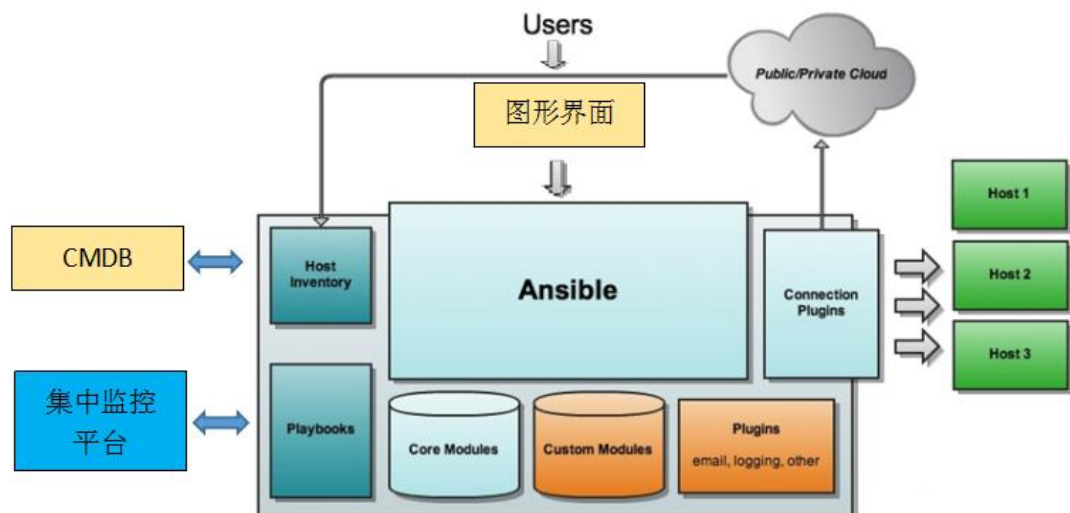 Users
Public/Private Cloud
图形界面
Host 1
CMDB
Host
Inventory
Ansible
Connection
Plugins
Host 2
Host 3
集中监控
平台
Playbooks
Core Modules
Custom Modules
Plugins
email, logging, other